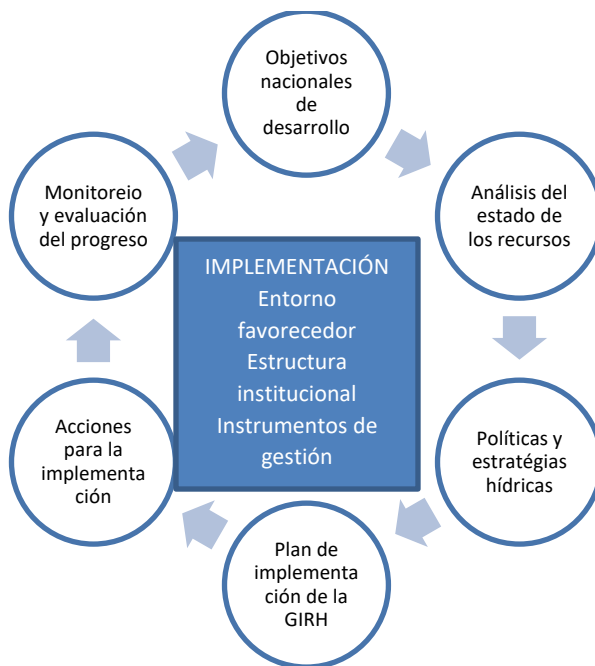 Objetivos
nacionales
de
desarrollo
Análisis del
estado de
los recursos
Políticas y
estratégias
hídricas
Plan de
implementa
ción de la
GIRH
Acciones
para la
implementa
ción
Monitoreio
y evaluación
del progreso
IMPLEMENTACIÓN
Entorno
favorecedor
Estructura
institucional
Instrumentos de
gestión